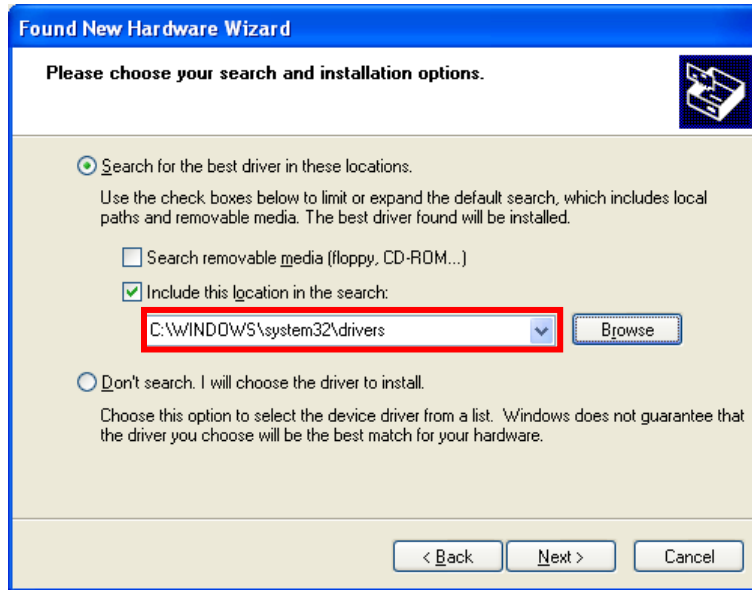 Found New Hardware Wizard
Please choose your search and installation options.
Search for the best driver in these locations.
Use the check boxes below to limit or expand the default search, which includes local
paths and removable media. The best driver found will be installed.
Search removable media (floppy, CD-ROM...)
Include this location in the search:
C:\WINDOWS\system32\drivers
Browse
Don't search. I will choose the driver to install.
Choose this option to select the device driver from a list. Windows does not guarantee that
the driver you choose will be the best match for your hardware.
< Back
Next >
Cancel